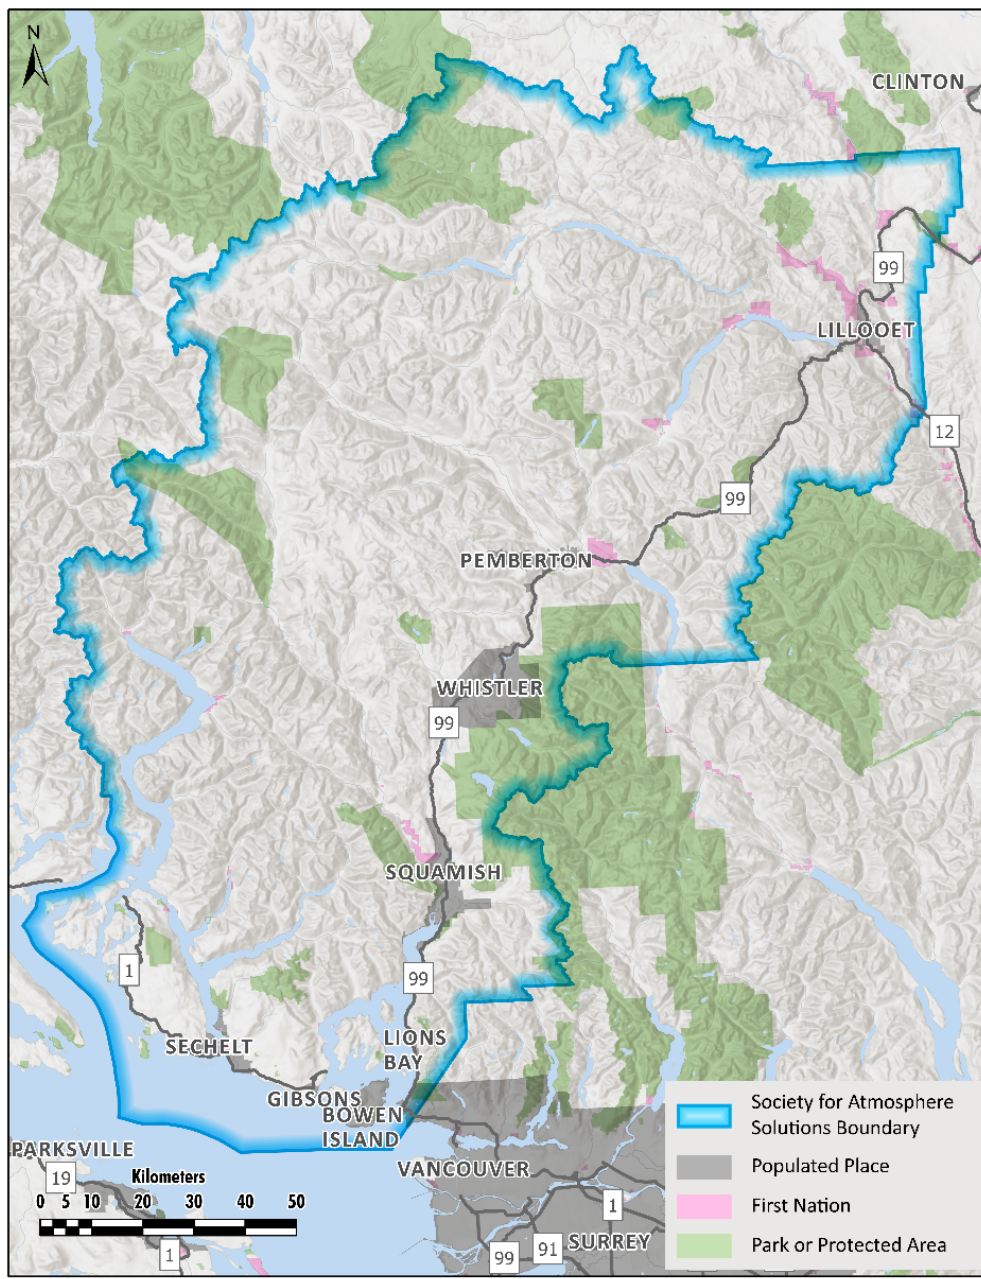 N
CLINTON
99
LILLOOET
12
99
PEMBERTON
WHISTLER
99
SQUAMISH
1
99
SECHELT
LIONS
BAY
GIBSONS
BOWEN
ISLAND
PARKSVILLE
VANCOUVER
19
1
1
99
91
SURREY
Kilometers
0 5 10 20 30 40 50
Society for Atmosphere
Solutions Boundary
Populated Place
First Nation
Park or Protected Area